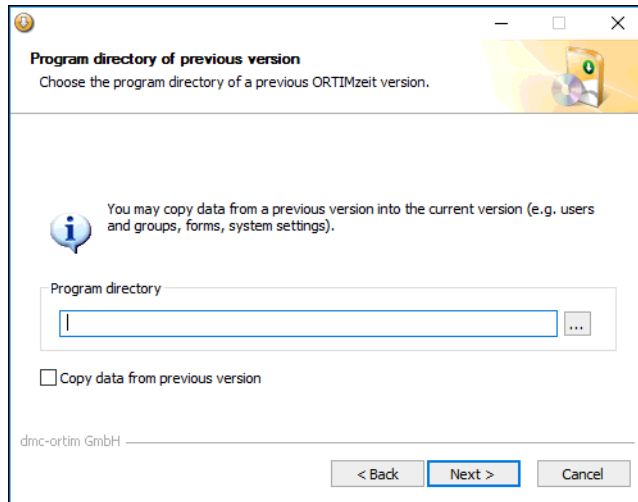 Program directory of previous version
Choose the program directory of a previous ORTIMzeit version.
You may copy data from a previous version into the current version (e.g. users
and groups, forms, system settings).
Program directory
...
Copy data from previous version
dmc-ortim GmbH
< Back
Next >
Cancel